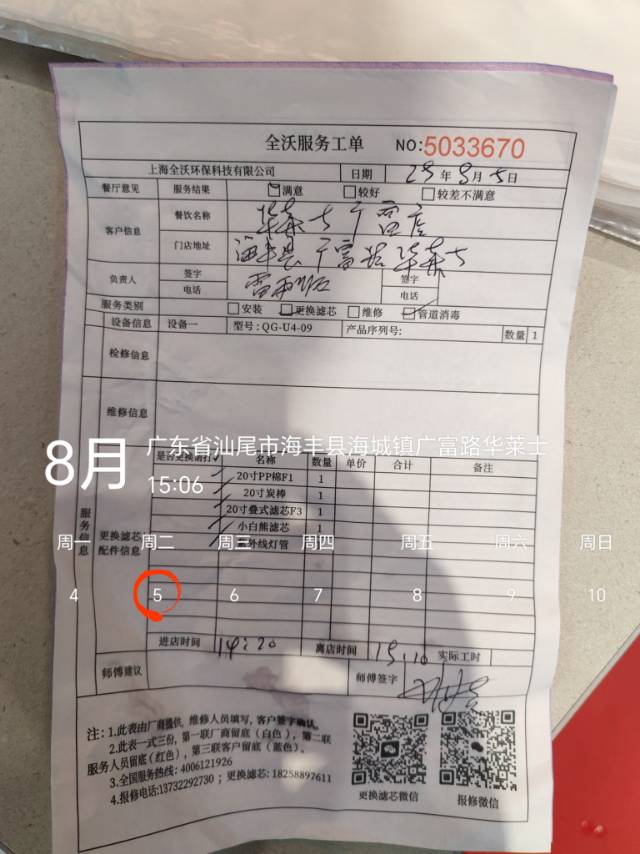 全沃服务工单 NO:5033670
上海全沃环保科技有限公司 日期 25年8月5日
餐厅意见 服务结果 满意 较好 较差不满意
客户信息 餐饮名称 华莱士广富店
门店地址 海丰县广富路华莱士
负责人 签字 签字
电话 电话
服务类别 安装 更换滤芯 维修 管道消毒
设备信息 设备一 型号:QG-U4-09 产品序列号: 数量 1
检修信息
维修信息
8月 广东省汕尾市海丰县海城镇广富路华莱士
15:06
服务信息 更换滤芯配件信息
是否更换请打√ 名称 数量 单价 合计 备注
20寸PP棉F1 1
20寸炭棒 1
20寸叠式滤芯F3 1
小白熊滤芯 1
紫外线灯管 1
周一 周二 周三 周四 周五 周六 周日
4 5 6 7 8 9 10
进店时间 14:20 离店时间 15:10 实际工时
师傅建议 师傅签字
注:1.此表由厂商提供,维修人员填写,客户签字确认。
2.此表一式三份,第一联厂商留底(白色),第二联
服务人员留底(红色),第三联客户留底(蓝色)。
3.全国服务热线:4006121926
4.报修电话:13732292730;更换滤芯:18258897611
更换滤芯微信 报修微信